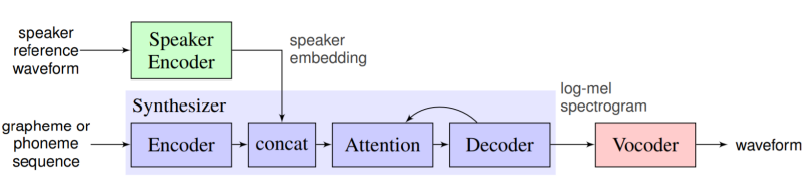 speaker
reference
waveform
Speaker
Encoder
speaker
embedding
Synthesizer
log-mel
spectrogram
grapheme or
phoneme
sequence
Encoder
concat
Attention
Decoder
Vocoder
waveform